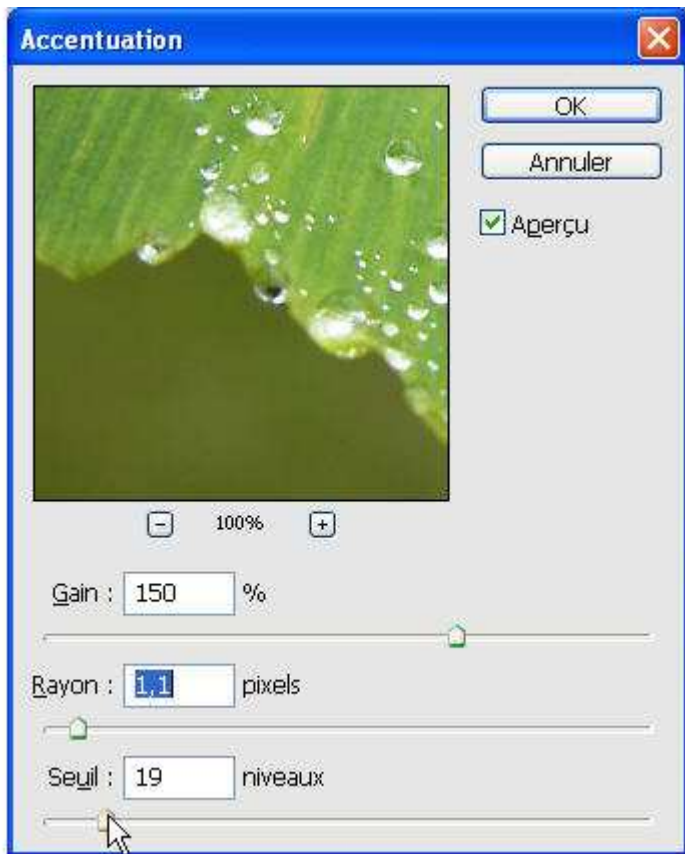 Accentuation
OK
Annuler
Aperçu
100%
Gain : 150 %
Rayon : 1,1 pixels
Seuil : 19 niveaux